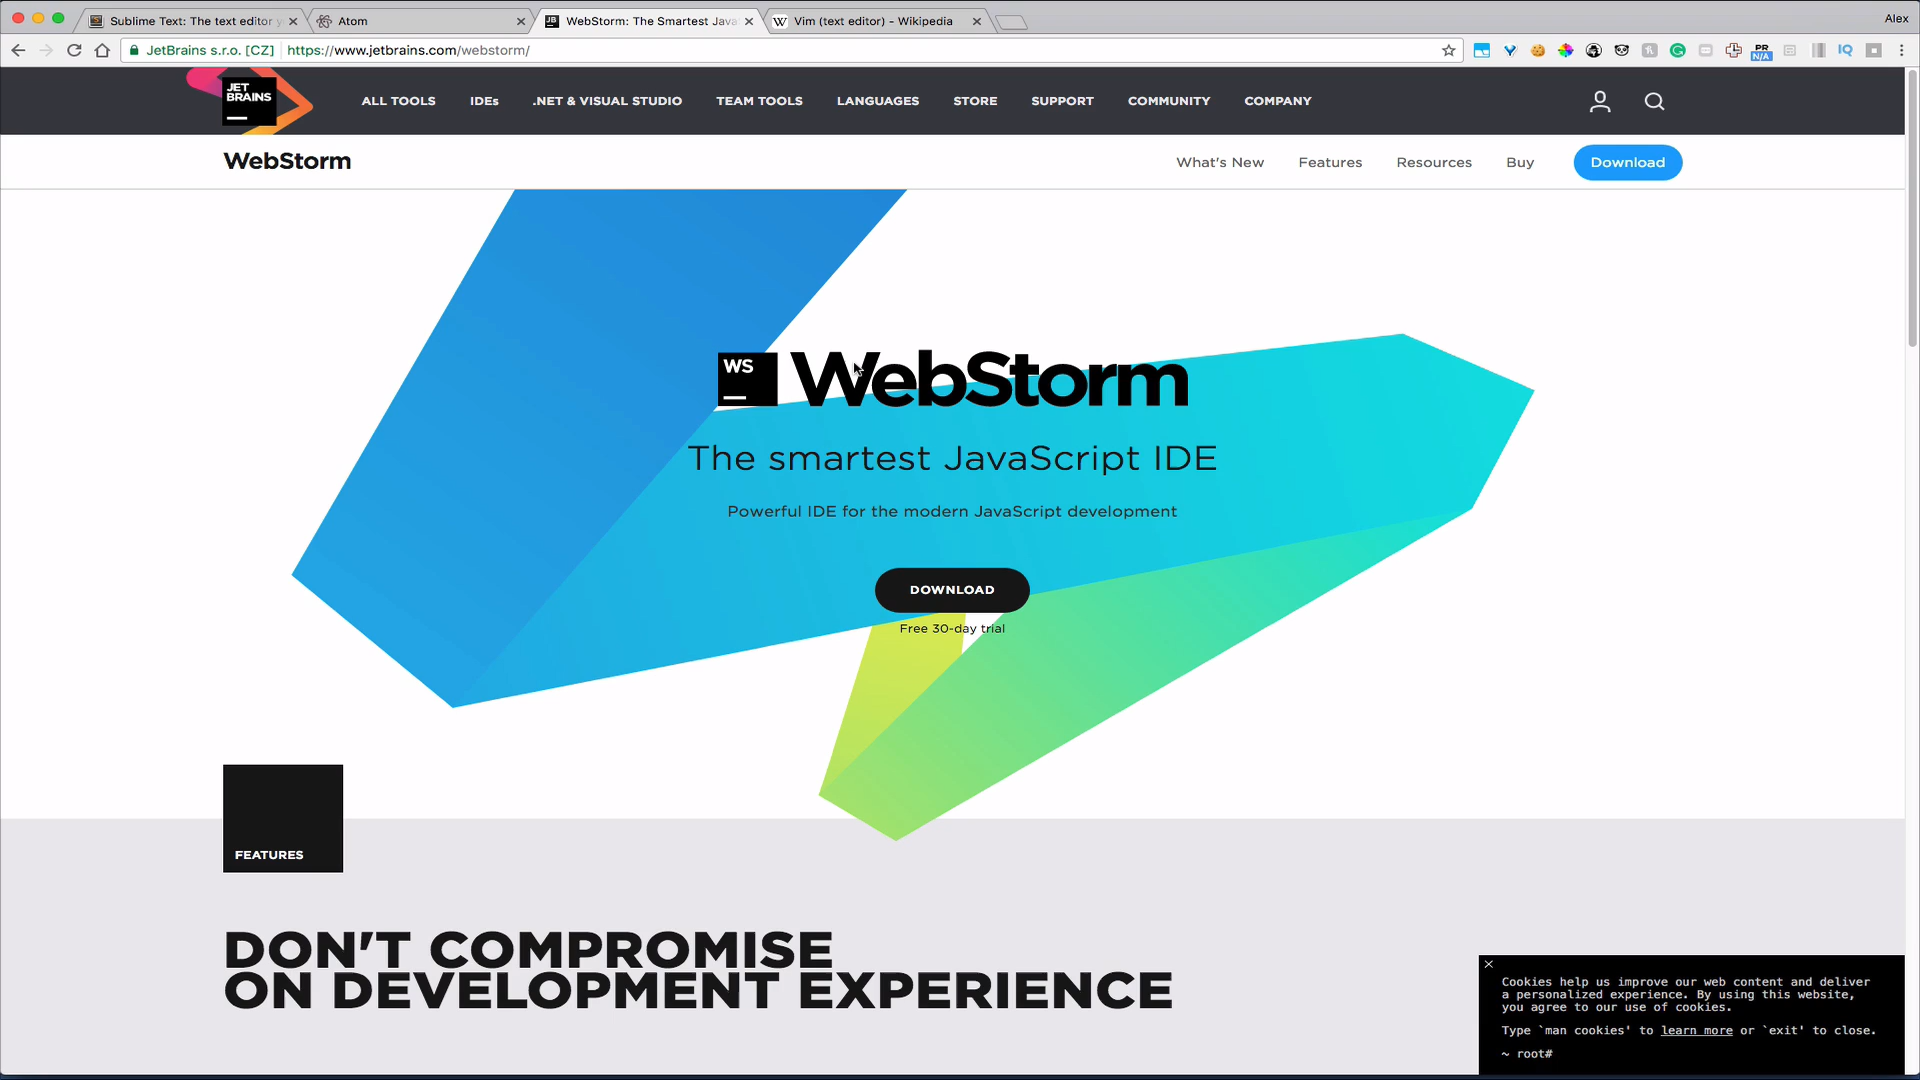 Sublime Text: The text editor y
Atom
WebStorm: The Smartest Java
Vim (text editor) - Wikipedia
Alex
JetBrains s.r.o. [CZ]
https://www.jetbrains.com/webstorm/
PR
N/A
IQ
JET
BRAINS
ALL TOOLS
IDEs
.NET & VISUAL STUDIO
TEAM TOOLS
LANGUAGES
STORE
SUPPORT
COMMUNITY
COMPANY
WebStorm
What's New
Features
Resources
Buy
Download
WS
WebStorm
The smartest JavaScript IDE
Powerful IDE for the modern JavaScript development
DOWNLOAD
Free 30-day trial
FEATURES
DON'T COMPROMISE
ON DEVELOPMENT EXPERIENCE
Cookies help us improve our web content and deliver
a personalized experience. By using this website,
you agree to our use of cookies.
Type `man cookies' to learn more or `exit' to close.
~ root#